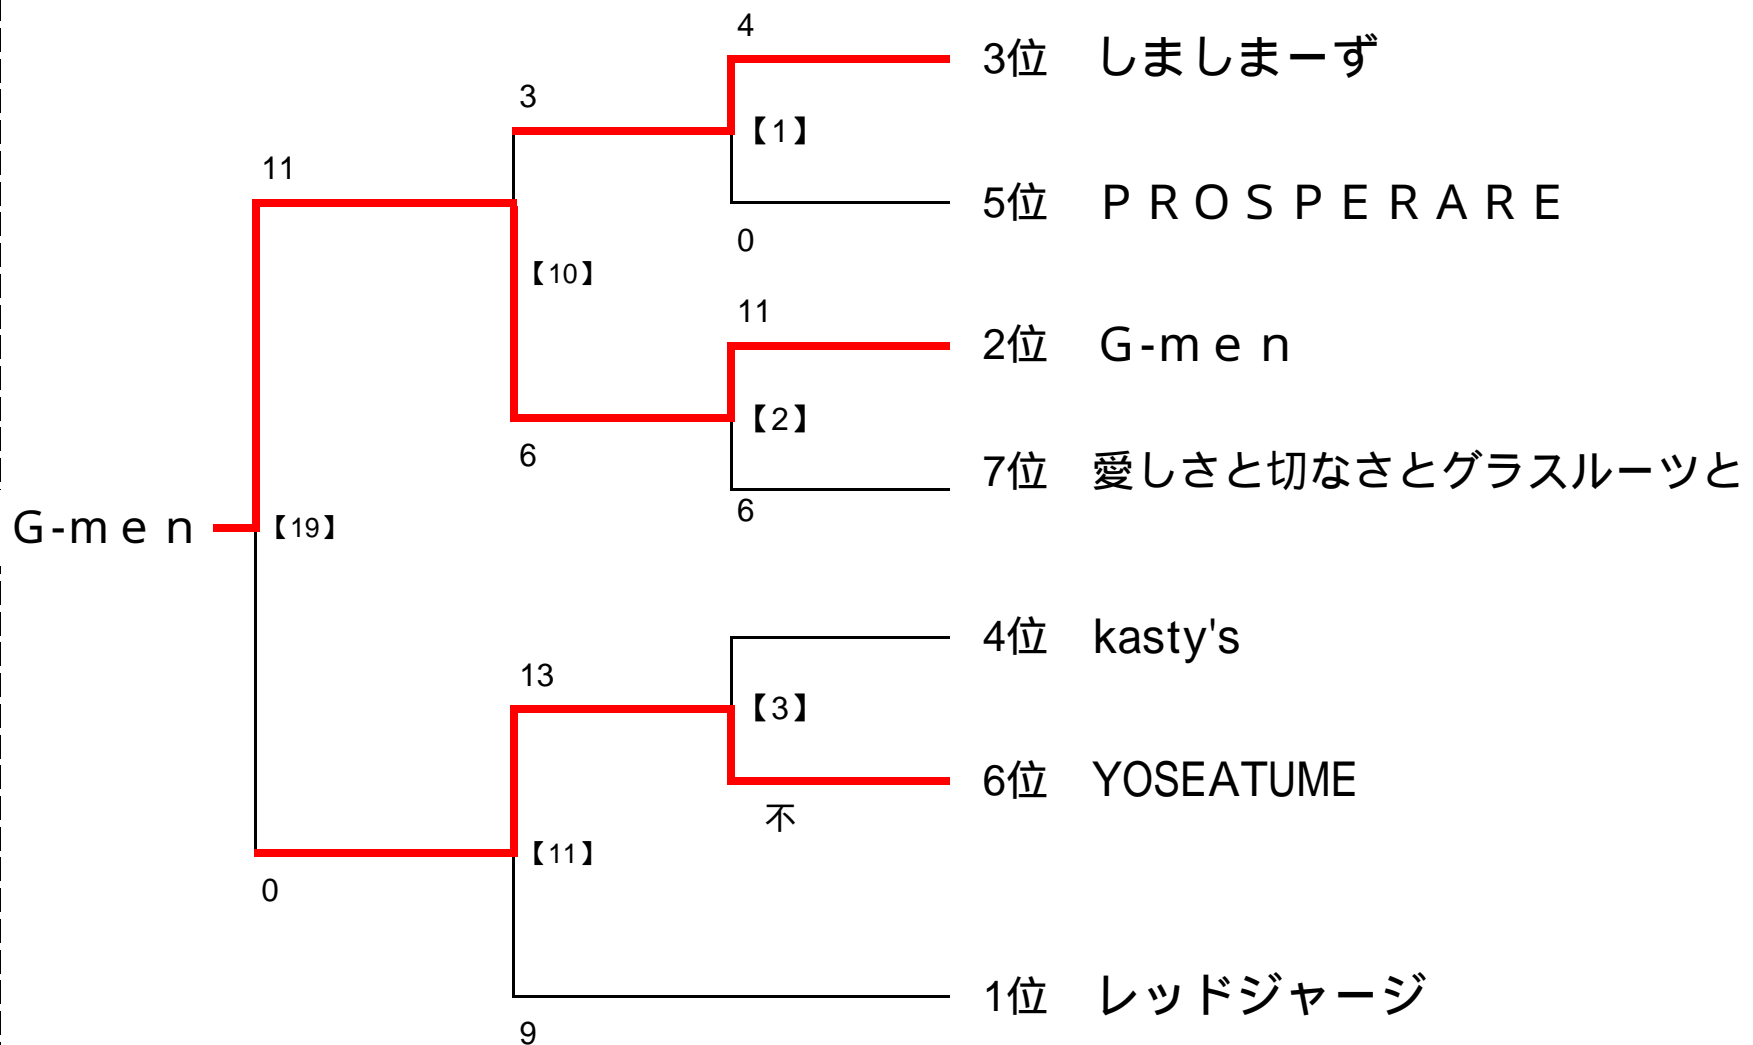 4
3位 しましまーず
3
【1】
11
5位 ＰＲＯＳＰＥＲＡＲＥ
0
【10】
11
2位 Ｇ-ｍｅｎ
【2】
6
7位 愛しさと切なさとグラスルーツと
6
Ｇ-ｍｅｎ 【19】
4位 kasty's
13
【3】
6位 YOSEATUME
不
【11】
0
1位 レッドジャージ
9